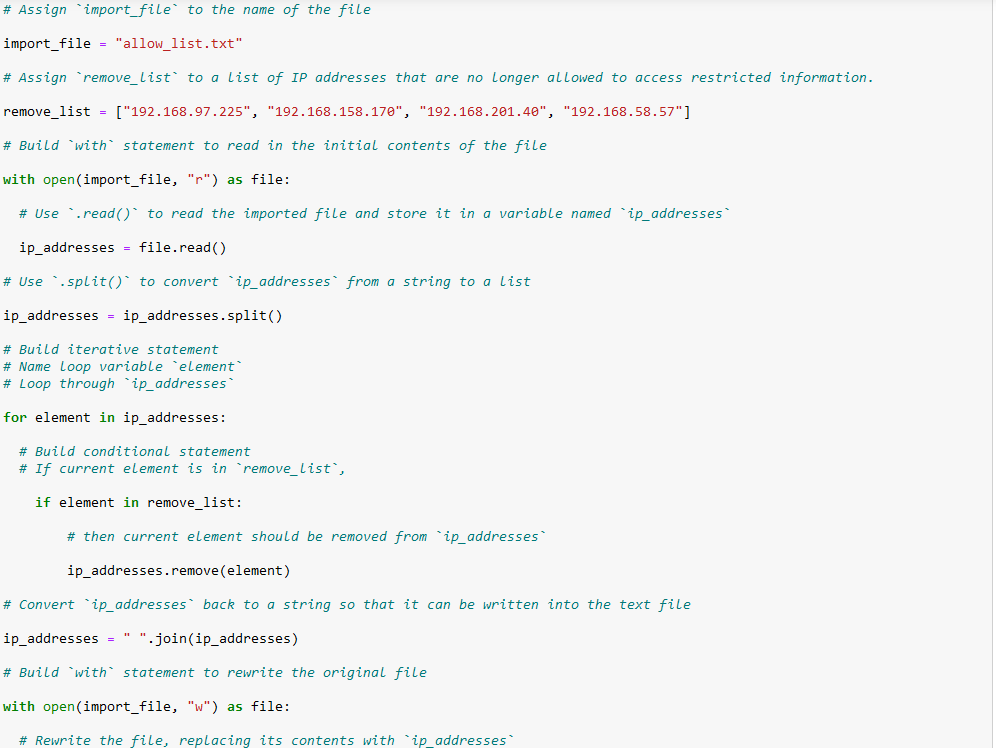 # Assign `import_file` to the name of the file
import_file = "allow_list.txt"
# Assign `remove_list` to a list of IP addresses that are no longer allowed to access restricted information.
remove_list = ["192.168.97.225", "192.168.158.170", "192.168.201.40", "192.168.58.57"]
# Build `with` statement to read in the initial contents of the file
with open(import_file, "r") as file:
  # Use `.read()` to read the imported file and store it in a variable named `ip_addresses`
  ip_addresses = file.read()
# Use `.split()` to convert `ip_addresses` from a string to a list
ip_addresses = ip_addresses.split()
# Build iterative statement
# Name loop variable `element`
# Loop through `ip_addresses`
for element in ip_addresses:
  # Build conditional statement
  # If current element is in `remove_list`,
    if element in remove_list:
        # then current element should be removed from `ip_addresses`
        ip_addresses.remove(element)
# Convert `ip_addresses` back to a string so that it can be written into the text file
ip_addresses = " ".join(ip_addresses)
# Build `with` statement to rewrite the original file
with open(import_file, "w") as file:
  # Rewrite the file, replacing its contents with `ip_addresses`